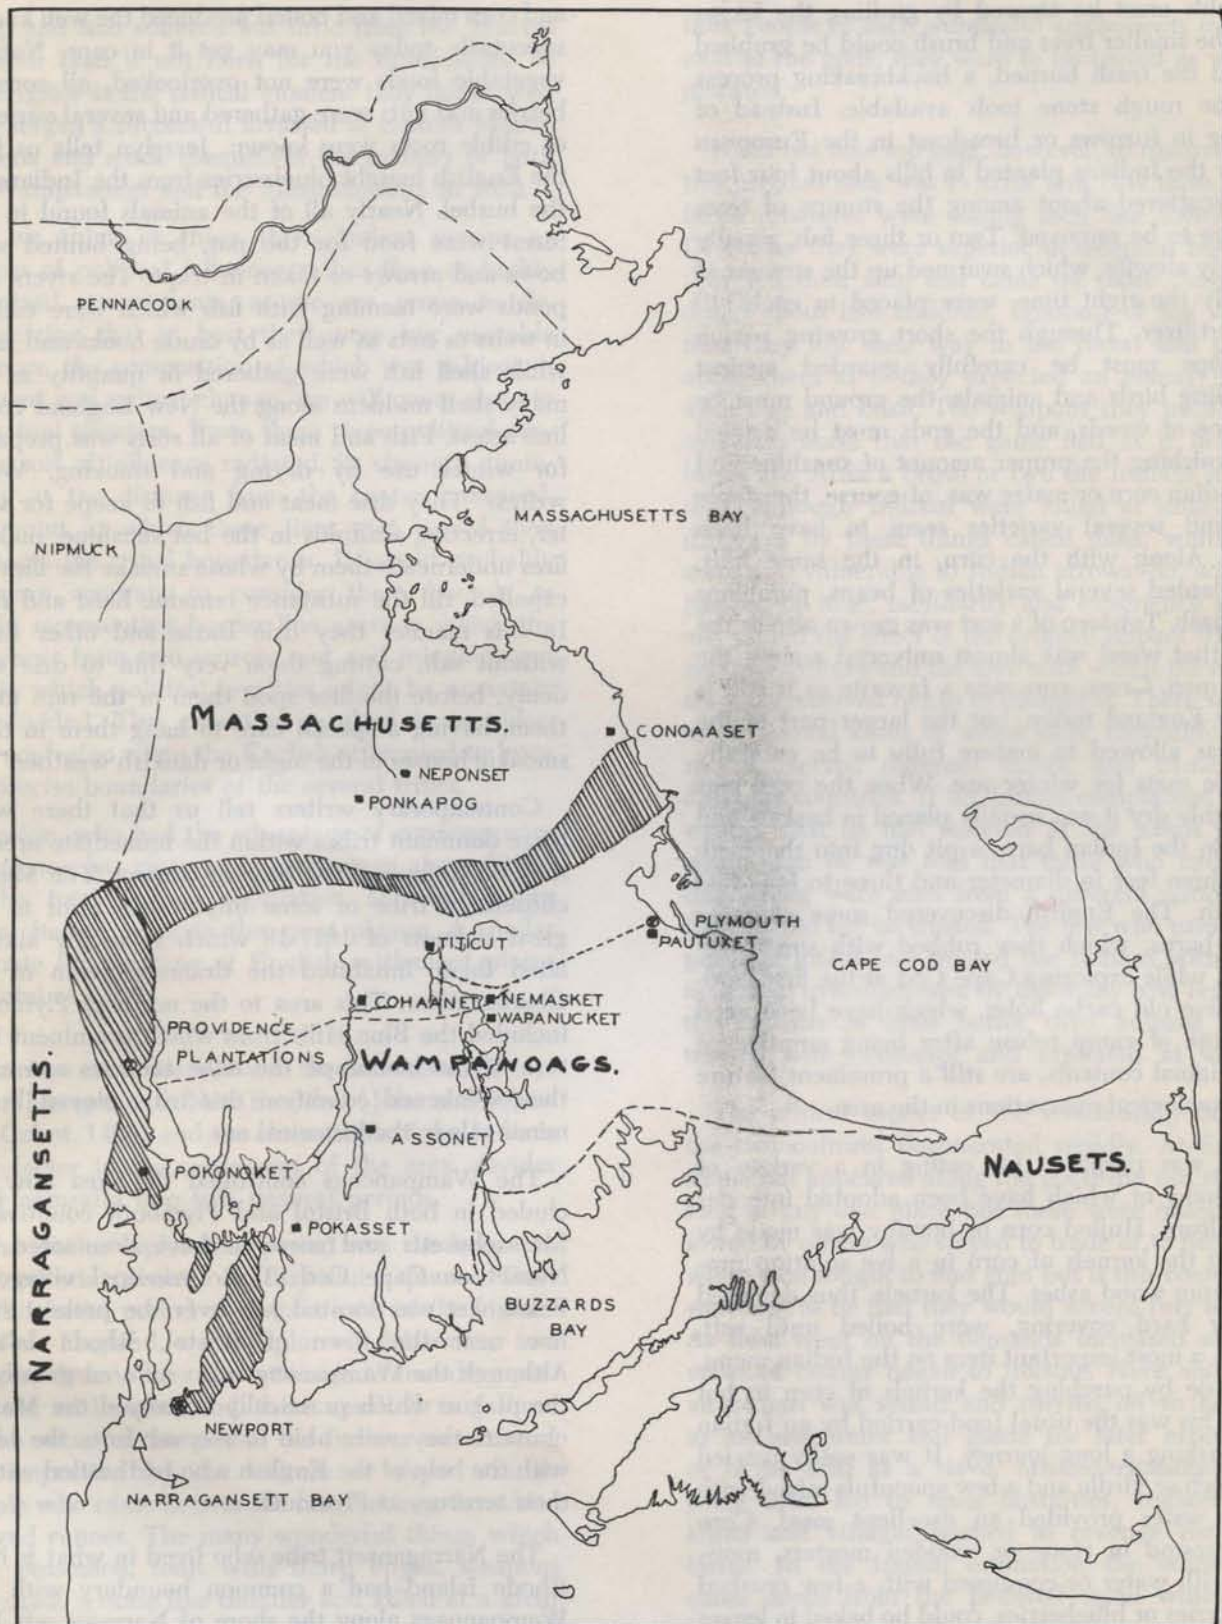 PENNACOOK
MASSACHUSETTS BAY
NIPMUCK
MASSACHUSETTS.
CONOAASET
NEPONSET
PONKAPOG
PLYMOUTH
PAUTUXET
TITICUT
CAPE COD BAY
COHAANET
NEMASKET
WAPANUCKET
PROVIDENCE
PLANTATIONS
WAMPANOAGS.
NARRAGANSETTS.
ASSONET
POKONOKET
NAUSETS.
POKASSET
BUZZARDS
BAY
NEWPORT
NARRAGANSETT BAY